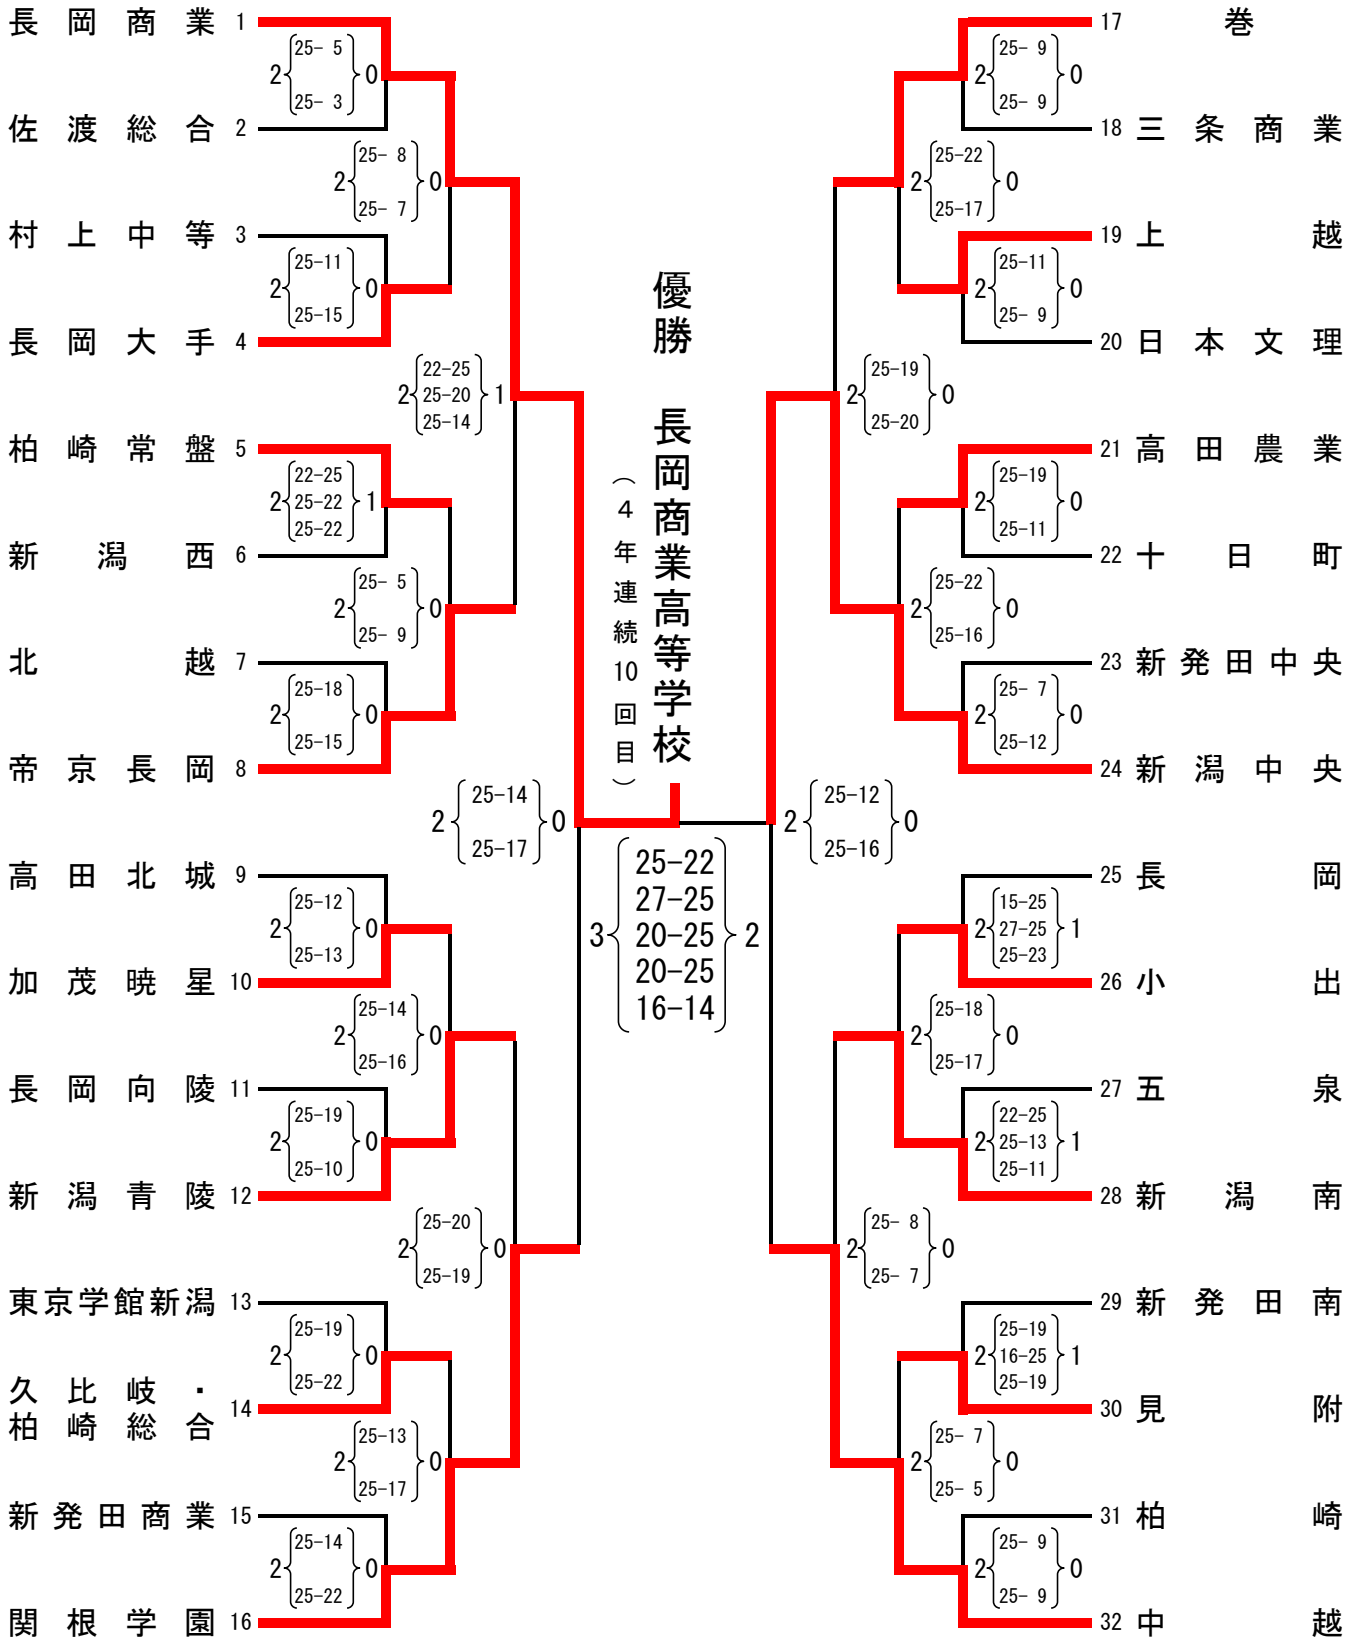 長岡商業 1
25- 5
2 0
25- 3
佐渡総合 2
25- 8
2 0
25- 7
村上中等 3
25-11
2 0
25-15
長岡大手 4
22-25
2 25-20 1
25-14
柏崎常盤 5
22-25
2 25-22 1
25-22
新潟西 6
25- 5
2 0
25- 9
北越 7
25-18
2 0
25-15
帝京長岡 8
25-14
2 0
25-17
高田北城 9
25-12
2 0
25-13
加茂暁星 10
25-14
2 0
25-16
長岡向陵 11
25-19
2 0
25-10
新潟青陵 12
25-20
2 0
25-19
東京学館新潟 13
25-19
2 0
25-22
久比岐・
柏崎総合 14
25-13
2 0
25-17
新発田商業 15
25-14
2 0
25-22
関根学園 16
優勝 長岡商業高等学校
(4年連続10回目)
25-22
27-25
3 20-25 2
20-25
16-14
17 巻
25- 9
2 0
25- 9
18 三条商業
25-22
2 0
25-17
19 上越
25-11
2 0
25- 9
20 日本文理
25-19
2 0
25-20
21 高田農業
25-19
2 0
25-11
22 十日町
25-22
2 0
25-16
23 新発田中央
25- 7
2 0
25-12
24 新潟中央
25-12
2 0
25-16
25 長岡
15-25
2 27-25 1
25-23
26 小出
25-18
2 0
25-17
27 五泉
22-25
2 25-13 1
25-11
28 新潟南
25- 8
2 0
25- 7
29 新発田南
25-19
2 16-25 1
25-19
30 見附
25- 7
2 0
25- 5
31 柏崎
25- 9
2 0
25- 9
32 中越